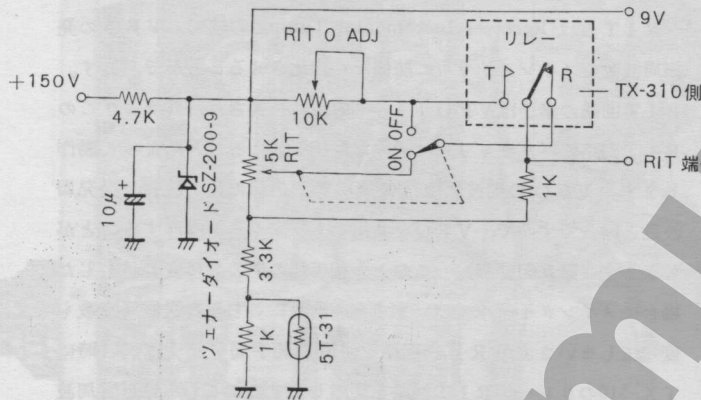 9V
RIT 0 ADJ
リレー
+150V
T
R
TX-310側
4.7K
10K
ON OFF
5K
RIT
RIT 端
10μ
+
ツェナーダイオード SZ-200-9
1K
3.3K
1K
5T-31